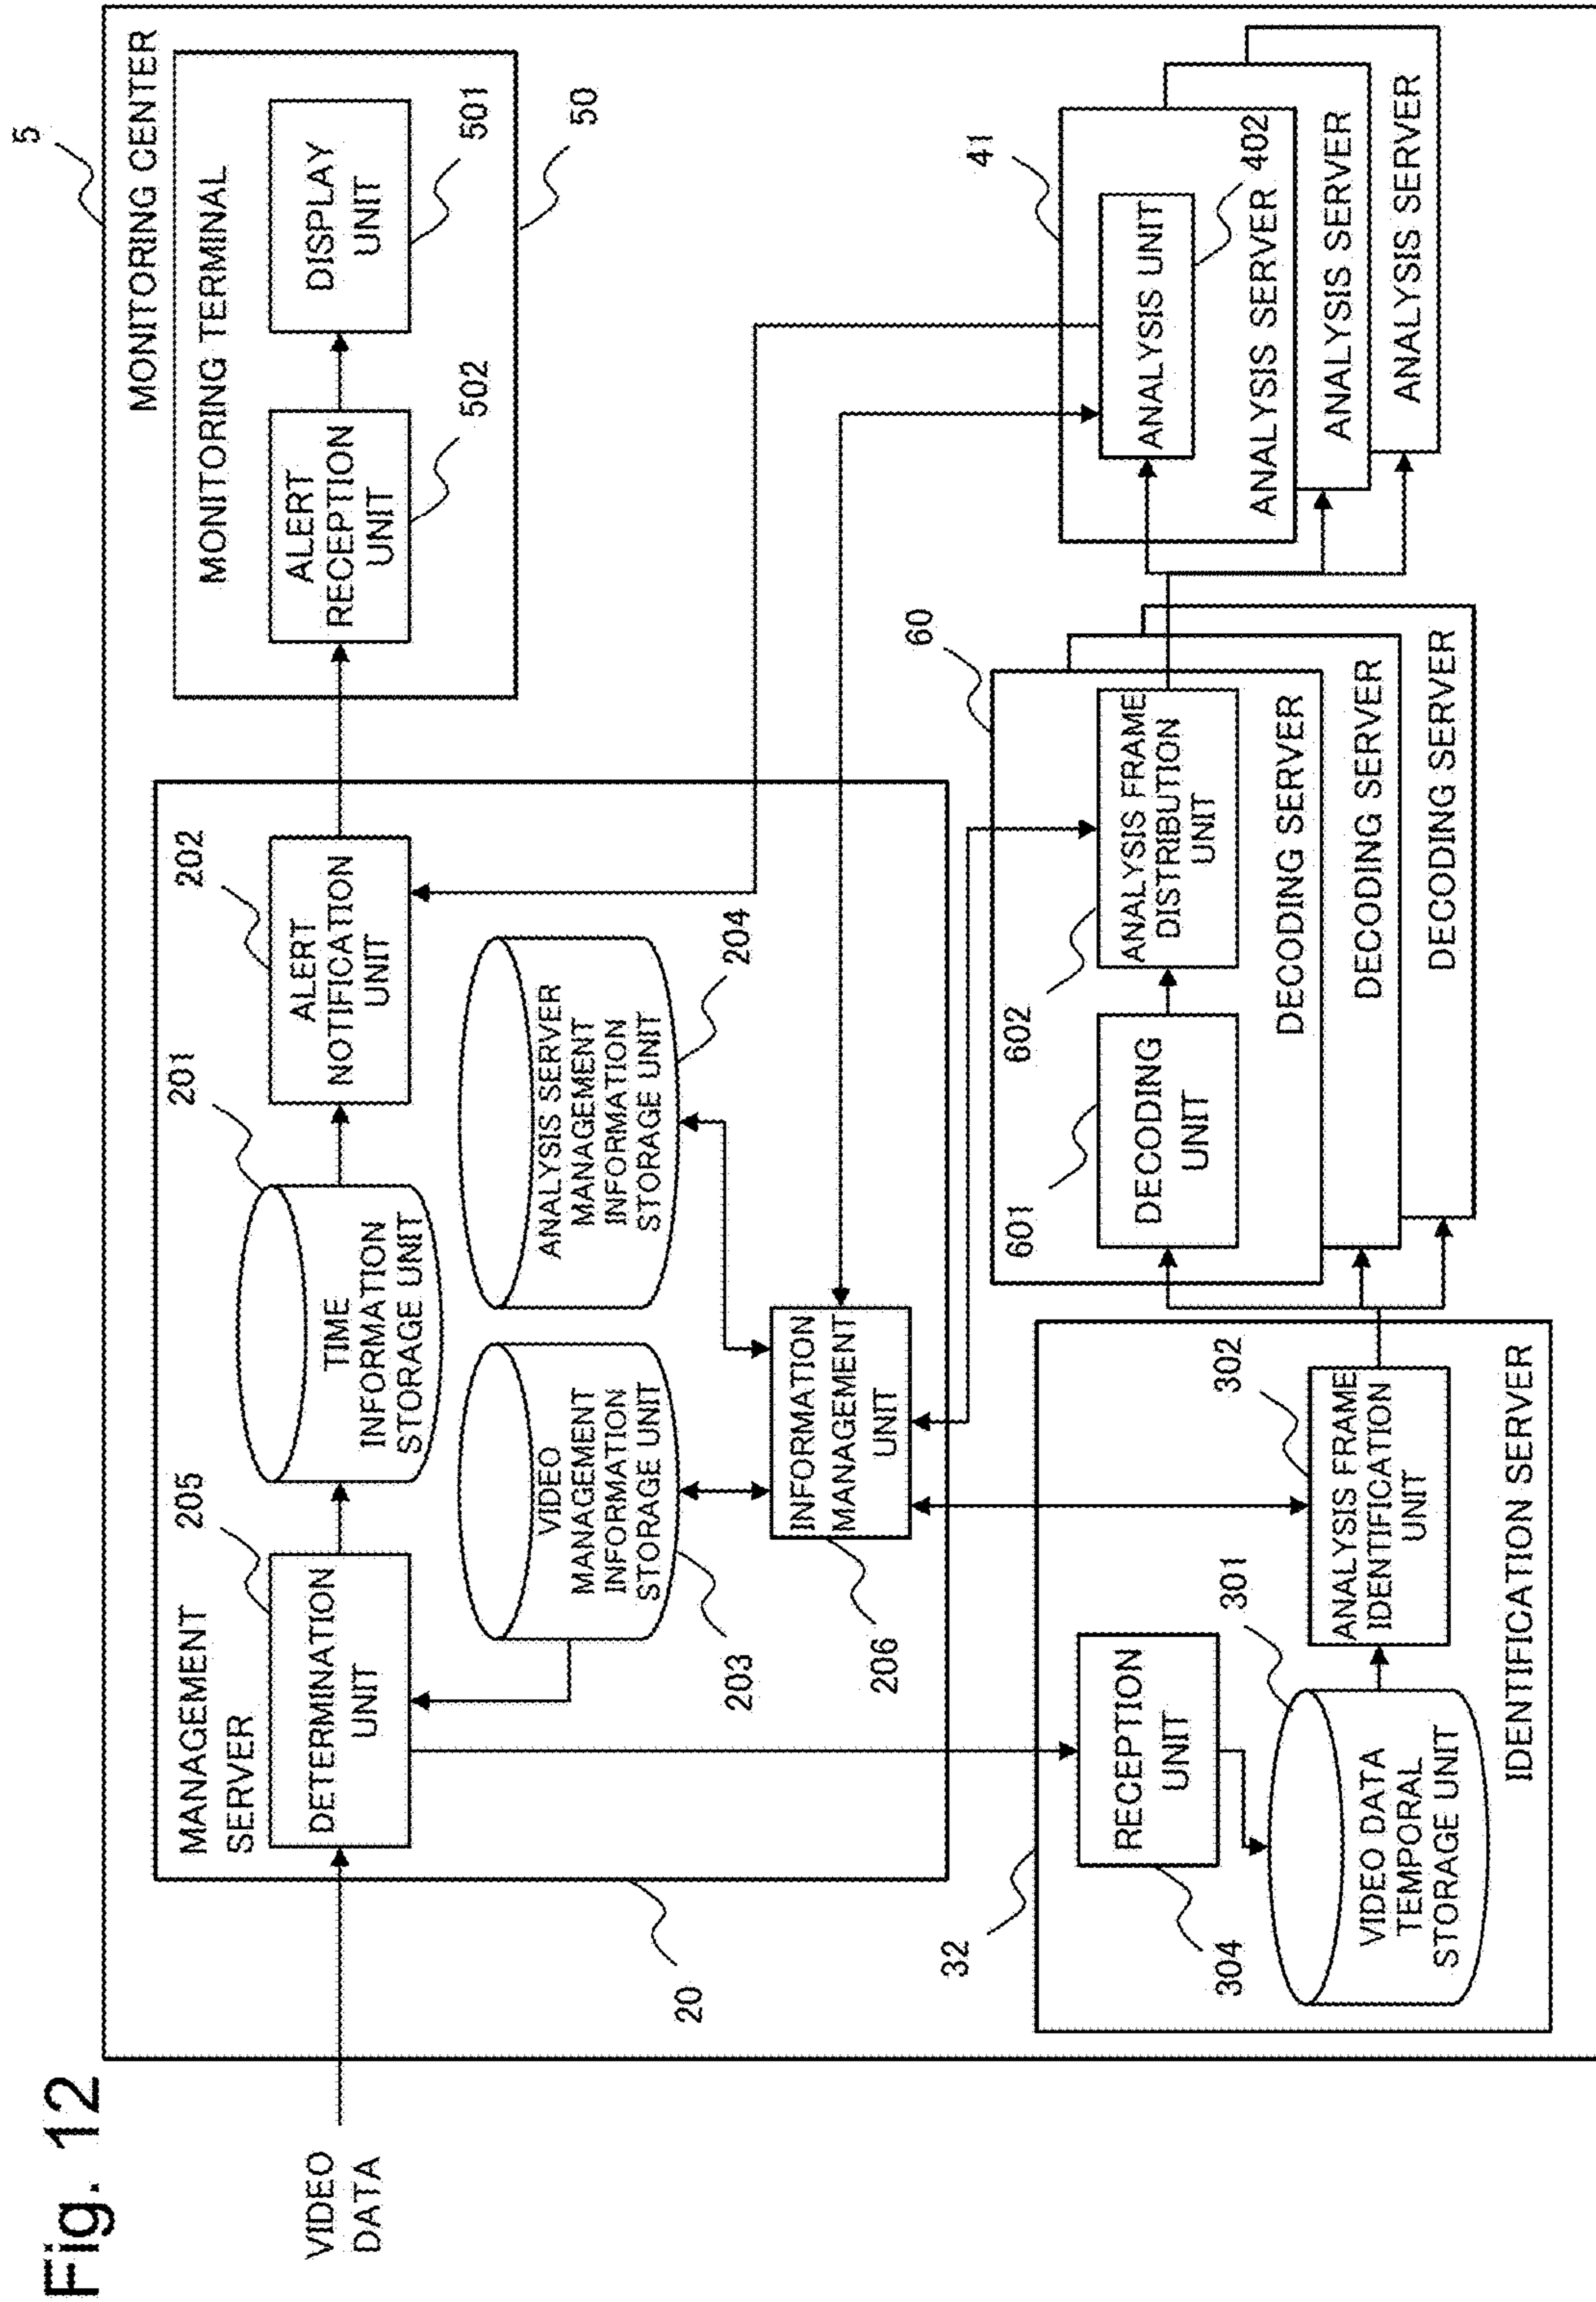 Fig. 12
5
MONITORING CENTER
VIDEO
DATA
MANAGEMENT
SERVER
20
205
DETERMINATION
UNIT
201
TIME
INFORMATION
STORAGE UNIT
202
ALERT
NOTIFICATION
UNIT
VIDEO
MANAGEMENT
INFORMATION
STORAGE UNIT
203
ANALYSIS SERVER
MANAGEMENT
INFORMATION
STORAGE UNIT
204
INFORMATION
MANAGEMENT
UNIT
206
MONITORING TERMINAL
ALERT
RECEPTION
UNIT
502
DISPLAY
UNIT
501
50
32
RECEPTION
UNIT
304
VIDEO DATA
TEMPORAL
STORAGE UNIT
301
302
ANALYSIS FRAME
IDENTIFICATION
UNIT
IDENTIFICATION SERVER
60
601
DECODING
UNIT
602
ANALYSIS FRAME
DISTRIBUTION
UNIT
DECODING SERVER
DECODING SERVER
DECODING SERVER
41
ANALYSIS UNIT
402
ANALYSIS SERVER
ANALYSIS SERVER
ANALYSIS SERVER